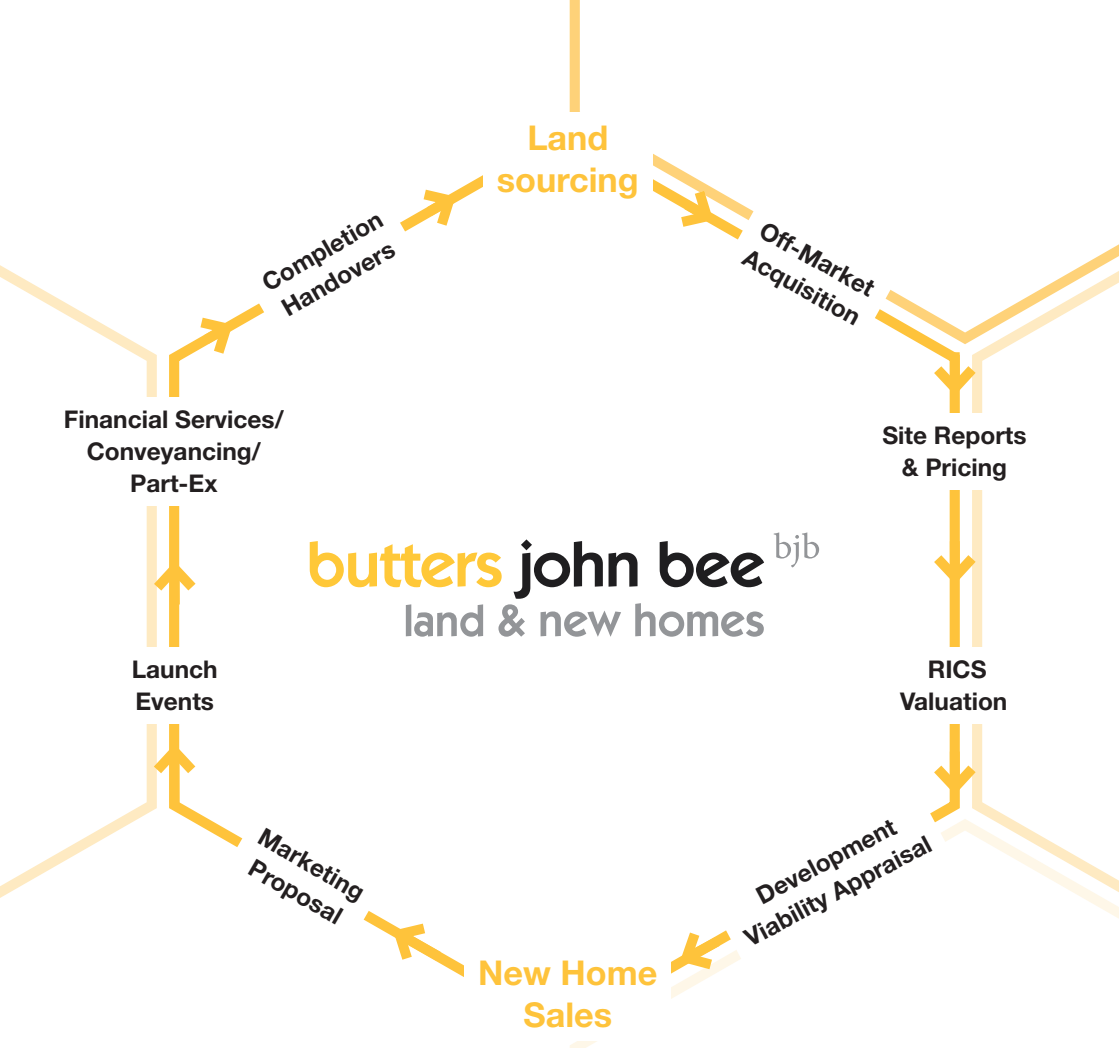 Land
sourcing
Off-Market
Acquisition
Site Reports
& Pricing
RICS
Valuation
Development
Viability Appraisal
New Home
Sales
Marketing
Proposal
Launch
Events
Financial Services/
Conveyancing/
Part-Ex
Completion
Handovers
butters john bee bjb
land & new homes